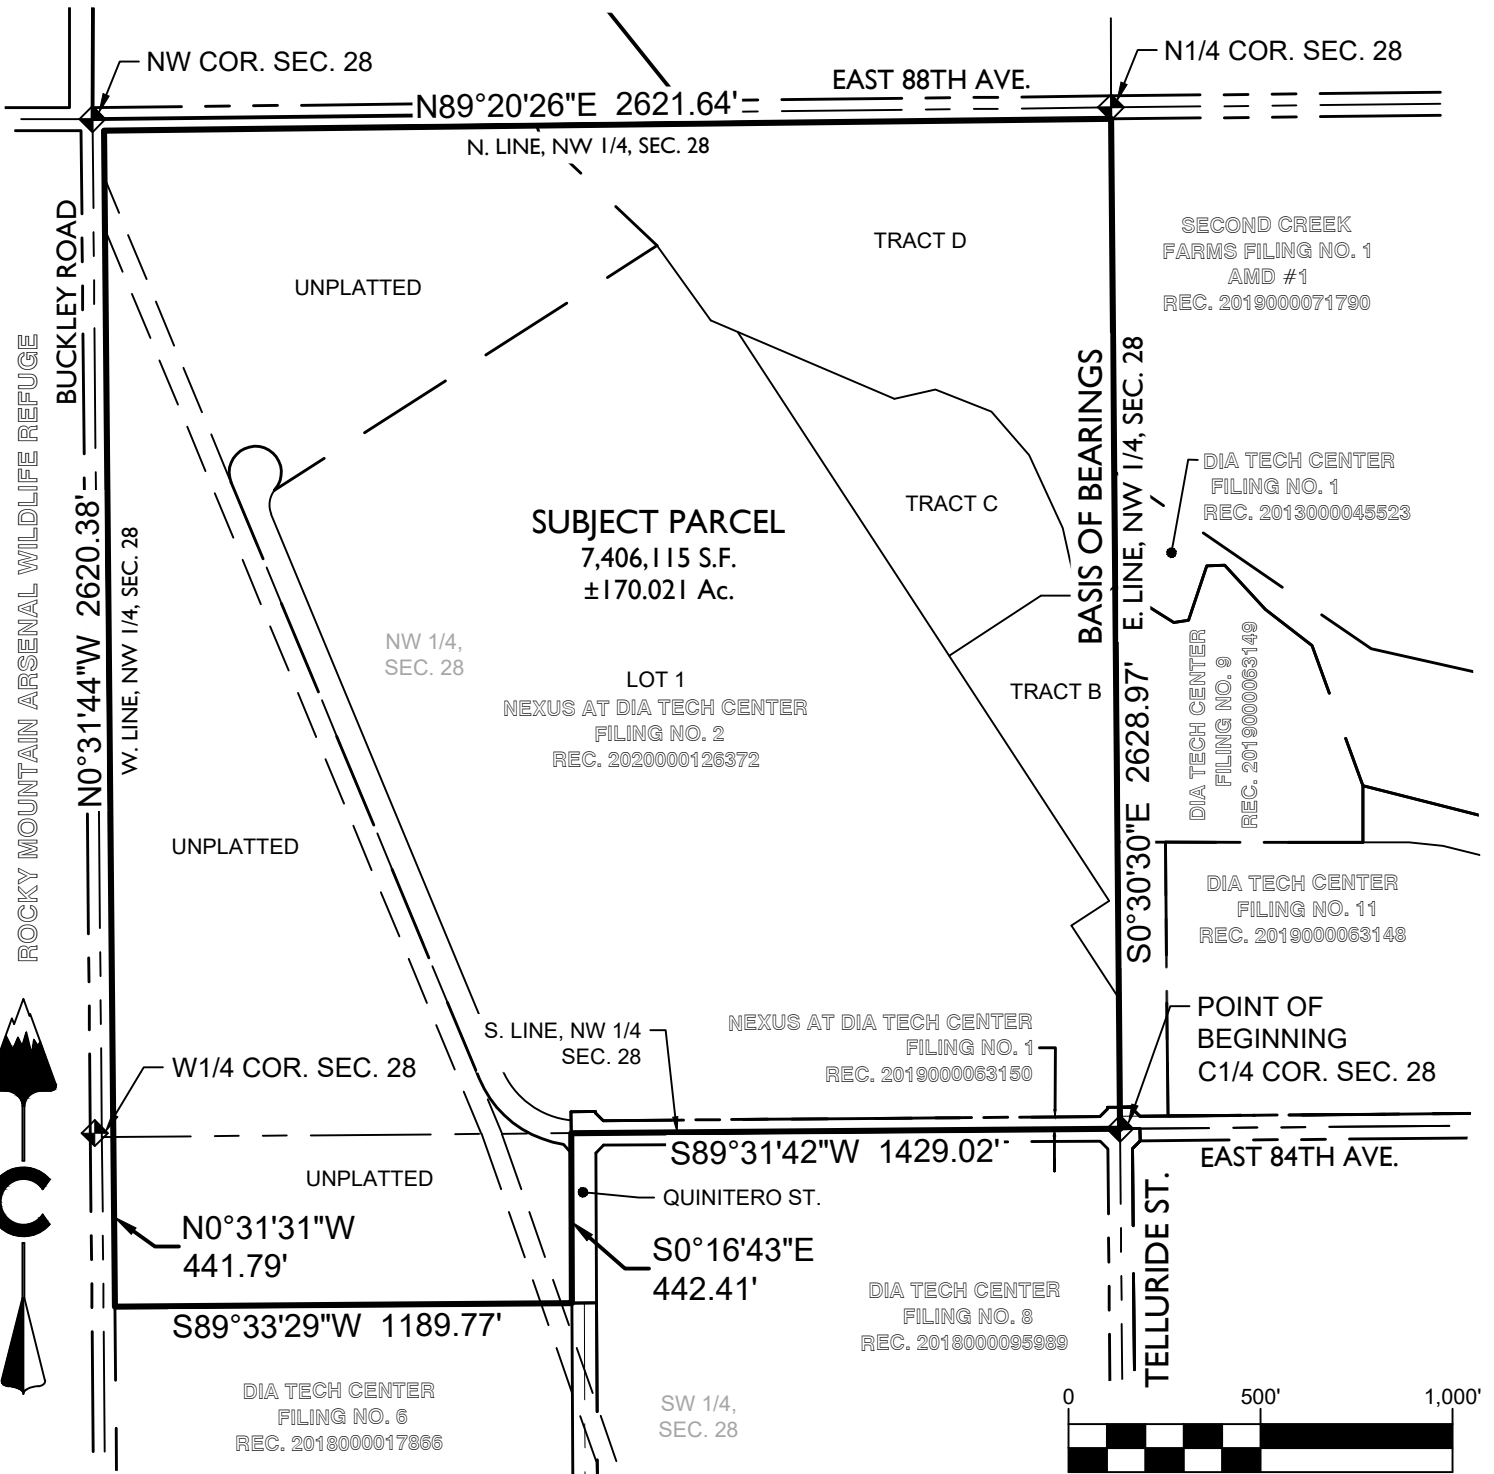 NW COR. SEC. 28
N1/4 COR. SEC. 28
EAST 88TH AVE.
N89°20'26"E 2621.64'
N. LINE, NW 1/4, SEC. 28
BUCKLEY ROAD
ROCKY MOUNTAIN ARSENAL WILDLIFE REFUGE
N0°31'44"W 2620.38'
W. LINE, NW 1/4, SEC. 28
UNPLATTED
TRACT D
SECOND CREEK
FARMS FILING NO. 1
AMD #1
REC. 2019000071790
BASIS OF BEARINGS
E. LINE, NW 1/4, SEC. 28
S0°30'30"E 2628.97'
DIA TECH CENTER
FILING NO. 1
REC. 2013000045523
TRACT C
SUBJECT PARCEL
7,406,115 S.F.
±170.021 Ac.
NW 1/4,
SEC. 28
LOT 1
NEXUS AT DIA TECH CENTER
FILING NO. 2
REC. 2020000126372
TRACT B
DIA TECH CENTER
FILING NO. 9
REC. 2019000063149
UNPLATTED
DIA TECH CENTER
FILING NO. 11
REC. 2019000063148
POINT OF
BEGINNING
C1/4 COR. SEC. 28
S. LINE, NW 1/4
SEC. 28
NEXUS AT DIA TECH CENTER
FILING NO. 1
REC. 2019000063150
W1/4 COR. SEC. 28
S89°31'42"W 1429.02'
EAST 84TH AVE.
UNPLATTED
QUINITERO ST.
TELLURIDE ST.
N0°31'31"W
441.79'
S0°16'43"E
442.41'
S89°33'29"W 1189.77'
DIA TECH CENTER
FILING NO. 8
REC. 2018000095989
DIA TECH CENTER
FILING NO. 6
REC. 2018000017866
SW 1/4,
SEC. 28
C
0 500' 1,000'